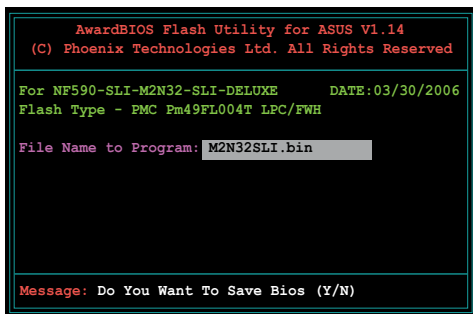 AwardBIOS Flash Utility for ASUS V1.14
(C) Phoenix Technologies Ltd. All Rights Reserved
For NF590-SLI-M2N32-SLI-DELUXE DATE:03/30/2006
Flash Type - PMC Pm49FL004T LPC/FWH
File Name to Program: M2N32SLI.bin
Message: Do You Want To Save Bios (Y/N)